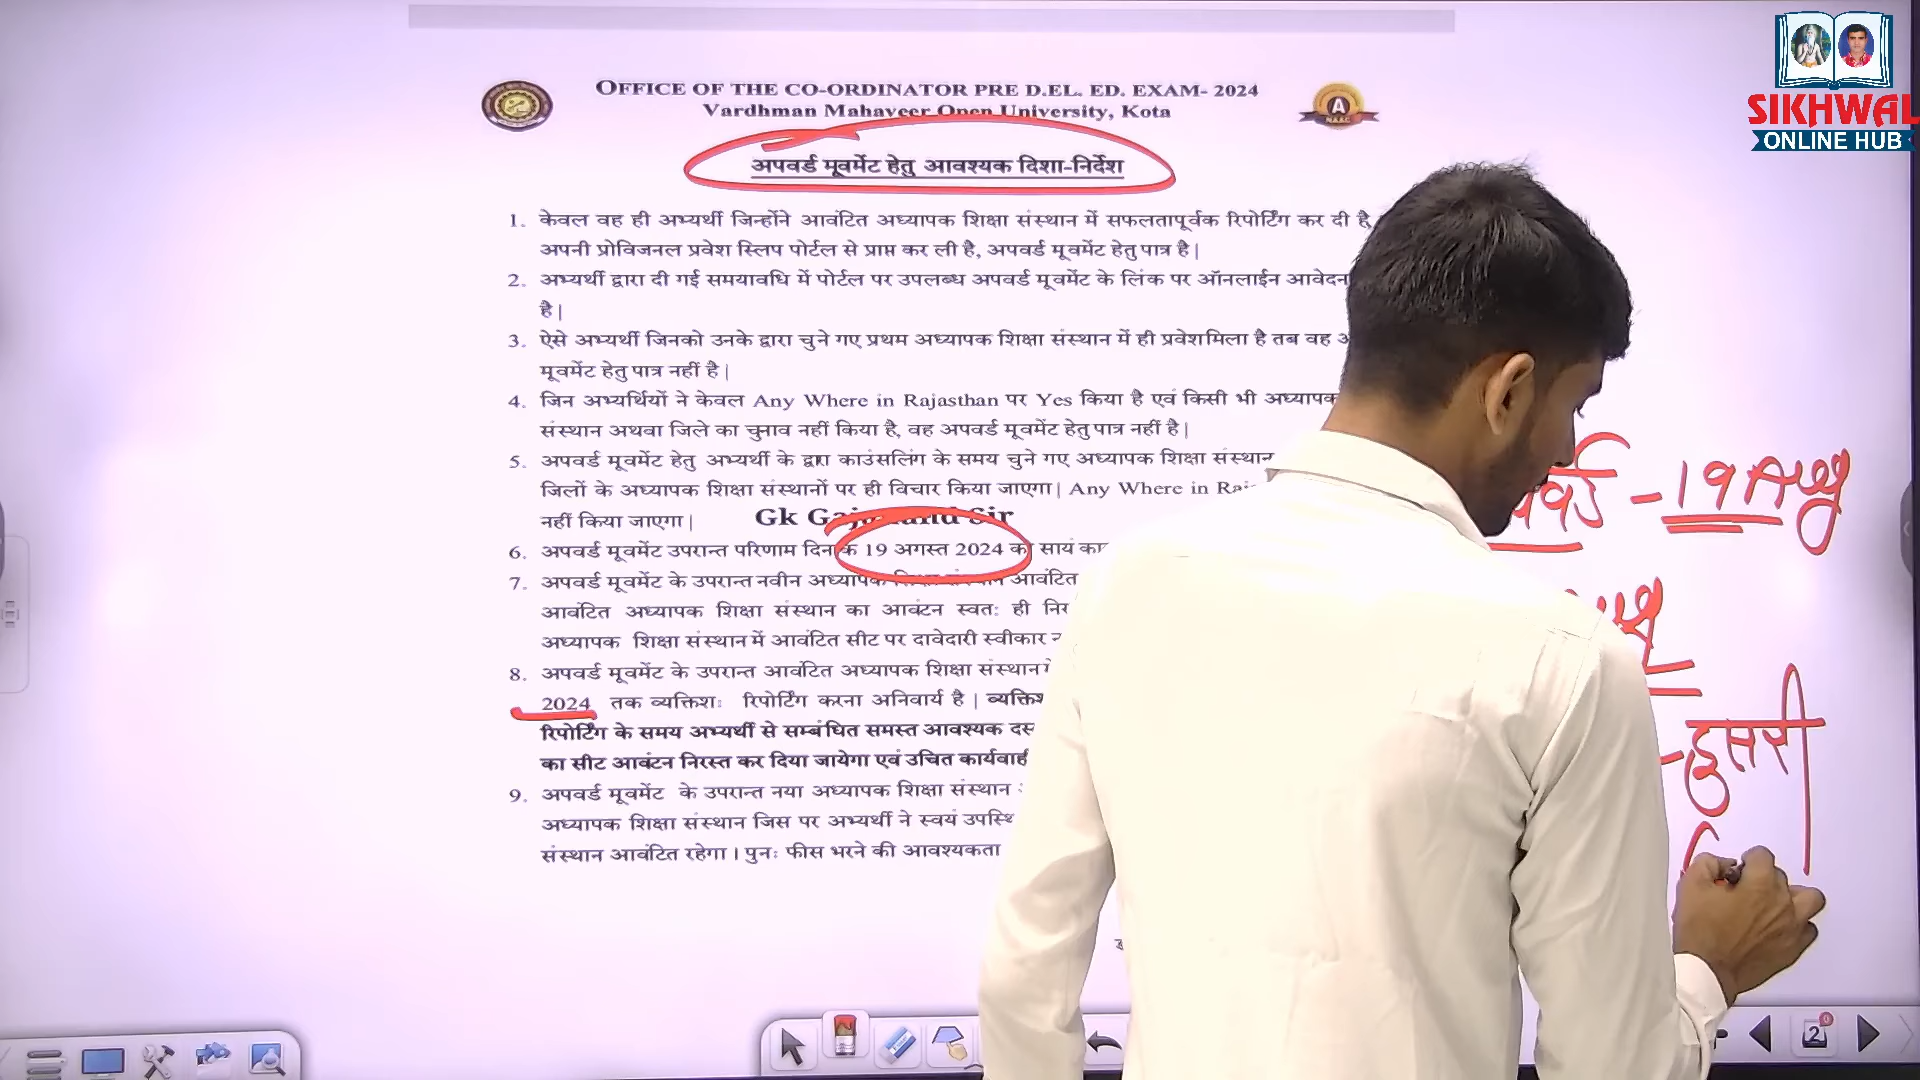 OFFICE OF THE CO-ORDINATOR PRE D.EL. ED. EXAM- 2024
Vardhman Mahaveer Open University, Kota
अपवर्ड मूवमेंट हेतु आवश्यक दिशा-निर्देश
1. केवल वह ही अभ्यर्थी जिन्होंने आवंटित अध्यापक शिक्षा संस्थान में सफलतापूर्वक रिपोर्टिंग कर दी है,
अपनी प्रोविजनल प्रवेश स्लिप पोर्टल से प्राप्त कर ली है, अपवर्ड मूवमेंट हेतु पात्र है|
2. अभ्यर्थी द्वारा दी गई समयावधि में पोर्टल पर उपलब्ध अपवर्ड मूवमेंट के लिंक पर ऑनलाईन आवेदन
है|
3. ऐसे अभ्यर्थी जिनको उनके द्वारा चुने गए प्रथम अध्यापक शिक्षा संस्थान में ही प्रवेशमिला है तब वह
मूवमेंट हेतु पात्र नहीं है|
4. जिन अभ्यर्थियों ने केवल Any Where in Rajasthan पर Yes किया है एवं किसी भी अध्यापक
संस्थान अथवा जिले का चुनाव नहीं किया है, वह अपवर्ड मूवमेंट हेतु पात्र नहीं है|
5. अपवर्ड मूवमेंट हेतु अभ्यर्थी के द्वारा काउंसलिंग के समय चुने गए अध्यापक शिक्षा संस्थान
जिलों के अध्यापक शिक्षा संस्थानों पर ही विचार किया जाएगा| Any Where in
नहीं किया जाएगा|
Gk Gajanand Sir
6. अपवर्ड मूवमेंट उपरान्त परिणाम दिनांक 19 अगस्त 2024 को सायं
7. अपवर्ड मूवमेंट के उपरान्त नवीन अध्यापक शिक्षा संस्थान आवंटित
आवंटित अध्यापक शिक्षा संस्थान का आवंटन स्वतः ही
अध्यापक शिक्षा संस्थान में आवंटित सीट पर दावेदारी स्वीकार
8. अपवर्ड मूवमेंट के उपरान्त आवंटित अध्यापक शिक्षा संस्थान
2024 तक व्यक्तिशः रिपोर्टिंग करना अनिवार्य है|
रिपोर्टिंग के समय अभ्यर्थी से सम्बंधित समस्त आवश्यक
का सीट आवंटन निरस्त कर दिया जायेगा एवं उचित कार्यवाही
9. अपवर्ड मूवमेंट के उपरान्त नया अध्यापक शिक्षा संस्थान
अध्यापक शिक्षा संस्थान जिस पर अभ्यर्थी ने स्वयं
संस्थान आवंटित रहेगा। पुनः फीस भरने की आवश्यकता
- 19 Aug
- दुसरी
SIKHWAL
ONLINE HUB
2